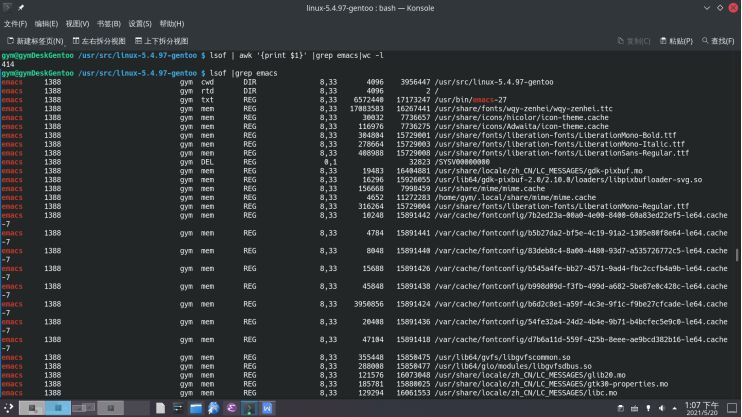 linux-5.4.97-gentoo : bash — Konsole
文件(F) 编辑(E) 视图(V) 书签(B) 设置(S) 帮助(H)
新建标签页(N) 左右拆分视图 上下拆分视图 复制(C) 粘贴(P) 查找(F)
gym@gymDeskGentoo /usr/src/linux-5.4.97-gentoo $ lsof | awk '{print $1}' |grep emacs|wc -l
414
gym@gymDeskGentoo /usr/src/linux-5.4.97-gentoo $ lsof |grep emacs
emacs 1388 gym cwd DIR 8,33 4096 3956447 /usr/src/linux-5.4.97-gentoo
emacs 1388 gym rtd DIR 8,33 4096 2 /
emacs 1388 gym txt REG 8,33 6572440 17173247 /usr/bin/emacs-27
emacs 1388 gym mem REG 8,33 17083583 16267441 /usr/share/fonts/wqy-zenhei/wqy-zenhei.ttc
emacs 1388 gym mem REG 8,33 30032 7736657 /usr/share/icons/hicolor/icon-theme.cache
emacs 1388 gym mem REG 8,33 116976 7736275 /usr/share/icons/Adwaita/icon-theme.cache
emacs 1388 gym mem REG 8,33 304804 15729001 /usr/share/fonts/liberation-fonts/LiberationMono-Bold.ttf
emacs 1388 gym mem REG 8,33 278664 15729003 /usr/share/fonts/liberation-fonts/LiberationMono-Italic.ttf
emacs 1388 gym mem REG 8,33 408988 15729008 /usr/share/fonts/liberation-fonts/LiberationSans-Regular.ttf
emacs 1388 gym DEL REG 0,1 32823 /SYSV00000000
emacs 1388 gym mem REG 8,33 19483 16404881 /usr/share/locale/zh_CN/LC_MESSAGES/gdk-pixbuf.mo
emacs 1388 gym mem REG 8,33 16296 15926055 /usr/lib64/gdk-pixbuf-2.0/2.10.0/loaders/libpixbufloader-svg.so
emacs 1388 gym mem REG 8,33 156668 7998459 /usr/share/mime/mime.cache
emacs 1388 gym mem REG 8,33 4652 11272283 /home/gym/.local/share/mime/mime.cache
emacs 1388 gym mem REG 8,33 316264 15729004 /usr/share/fonts/liberation-fonts/LiberationMono-Regular.ttf
emacs 1388 gym mem REG 8,33 10248 15891442 /var/cache/fontconfig/7b2ed23a-00a0-4e00-8400-60a83ed22ef5-le64.cache
-7
emacs 1388 gym mem REG 8,33 4784 15891441 /var/cache/fontconfig/b5b27da2-bf5e-4c19-91a2-1305e80f8e64-le64.cache
-7
emacs 1388 gym mem REG 8,33 8048 15891440 /var/cache/fontconfig/83deb8c4-8a00-4480-93d7-a535726772c5-le64.cache
-7
emacs 1388 gym mem REG 8,33 15688 15891426 /var/cache/fontconfig/b545a4fe-bb27-4571-9ad4-fbc2ccfb4a9b-le64.cache
-7
emacs 1388 gym mem REG 8,33 45848 15891438 /var/cache/fontconfig/b998d09d-f3fb-499d-a682-5be87e0c428c-le64.cache
-7
emacs 1388 gym mem REG 8,33 3950856 15891424 /var/cache/fontconfig/b6d2c8e1-a59f-4c3e-9f1c-f9be27cfcade-le64.cache
-7
emacs 1388 gym mem REG 8,33 20408 15891436 /var/cache/fontconfig/54fe32a4-24d2-4b4e-9b71-b4bcfec5e9c0-le64.cache
-7
emacs 1388 gym mem REG 8,33 47104 15891418 /var/cache/fontconfig/d7b6a11d-559f-425b-8eee-ae9bcd382b16-le64.cache
-7
emacs 1388 gym mem REG 8,33 355448 15850475 /usr/lib64/gvfs/libgvfscommon.so
emacs 1388 gym mem REG 8,33 288008 15850477 /usr/lib64/gio/modules/libgvfsdbus.so
emacs 1388 gym mem REG 8,33 121576 16073048 /usr/share/locale/zh_CN/LC_MESSAGES/glib20.mo
emacs 1388 gym mem REG 8,33 185781 15880025 /usr/share/locale/zh_CN/LC_MESSAGES/gtk30-properties.mo
emacs 1388 gym mem REG 8,33 129294 16061553 /usr/share/locale/zh_CN/LC_MESSAGES/libc.mo
1:07 下午
2021/5/20